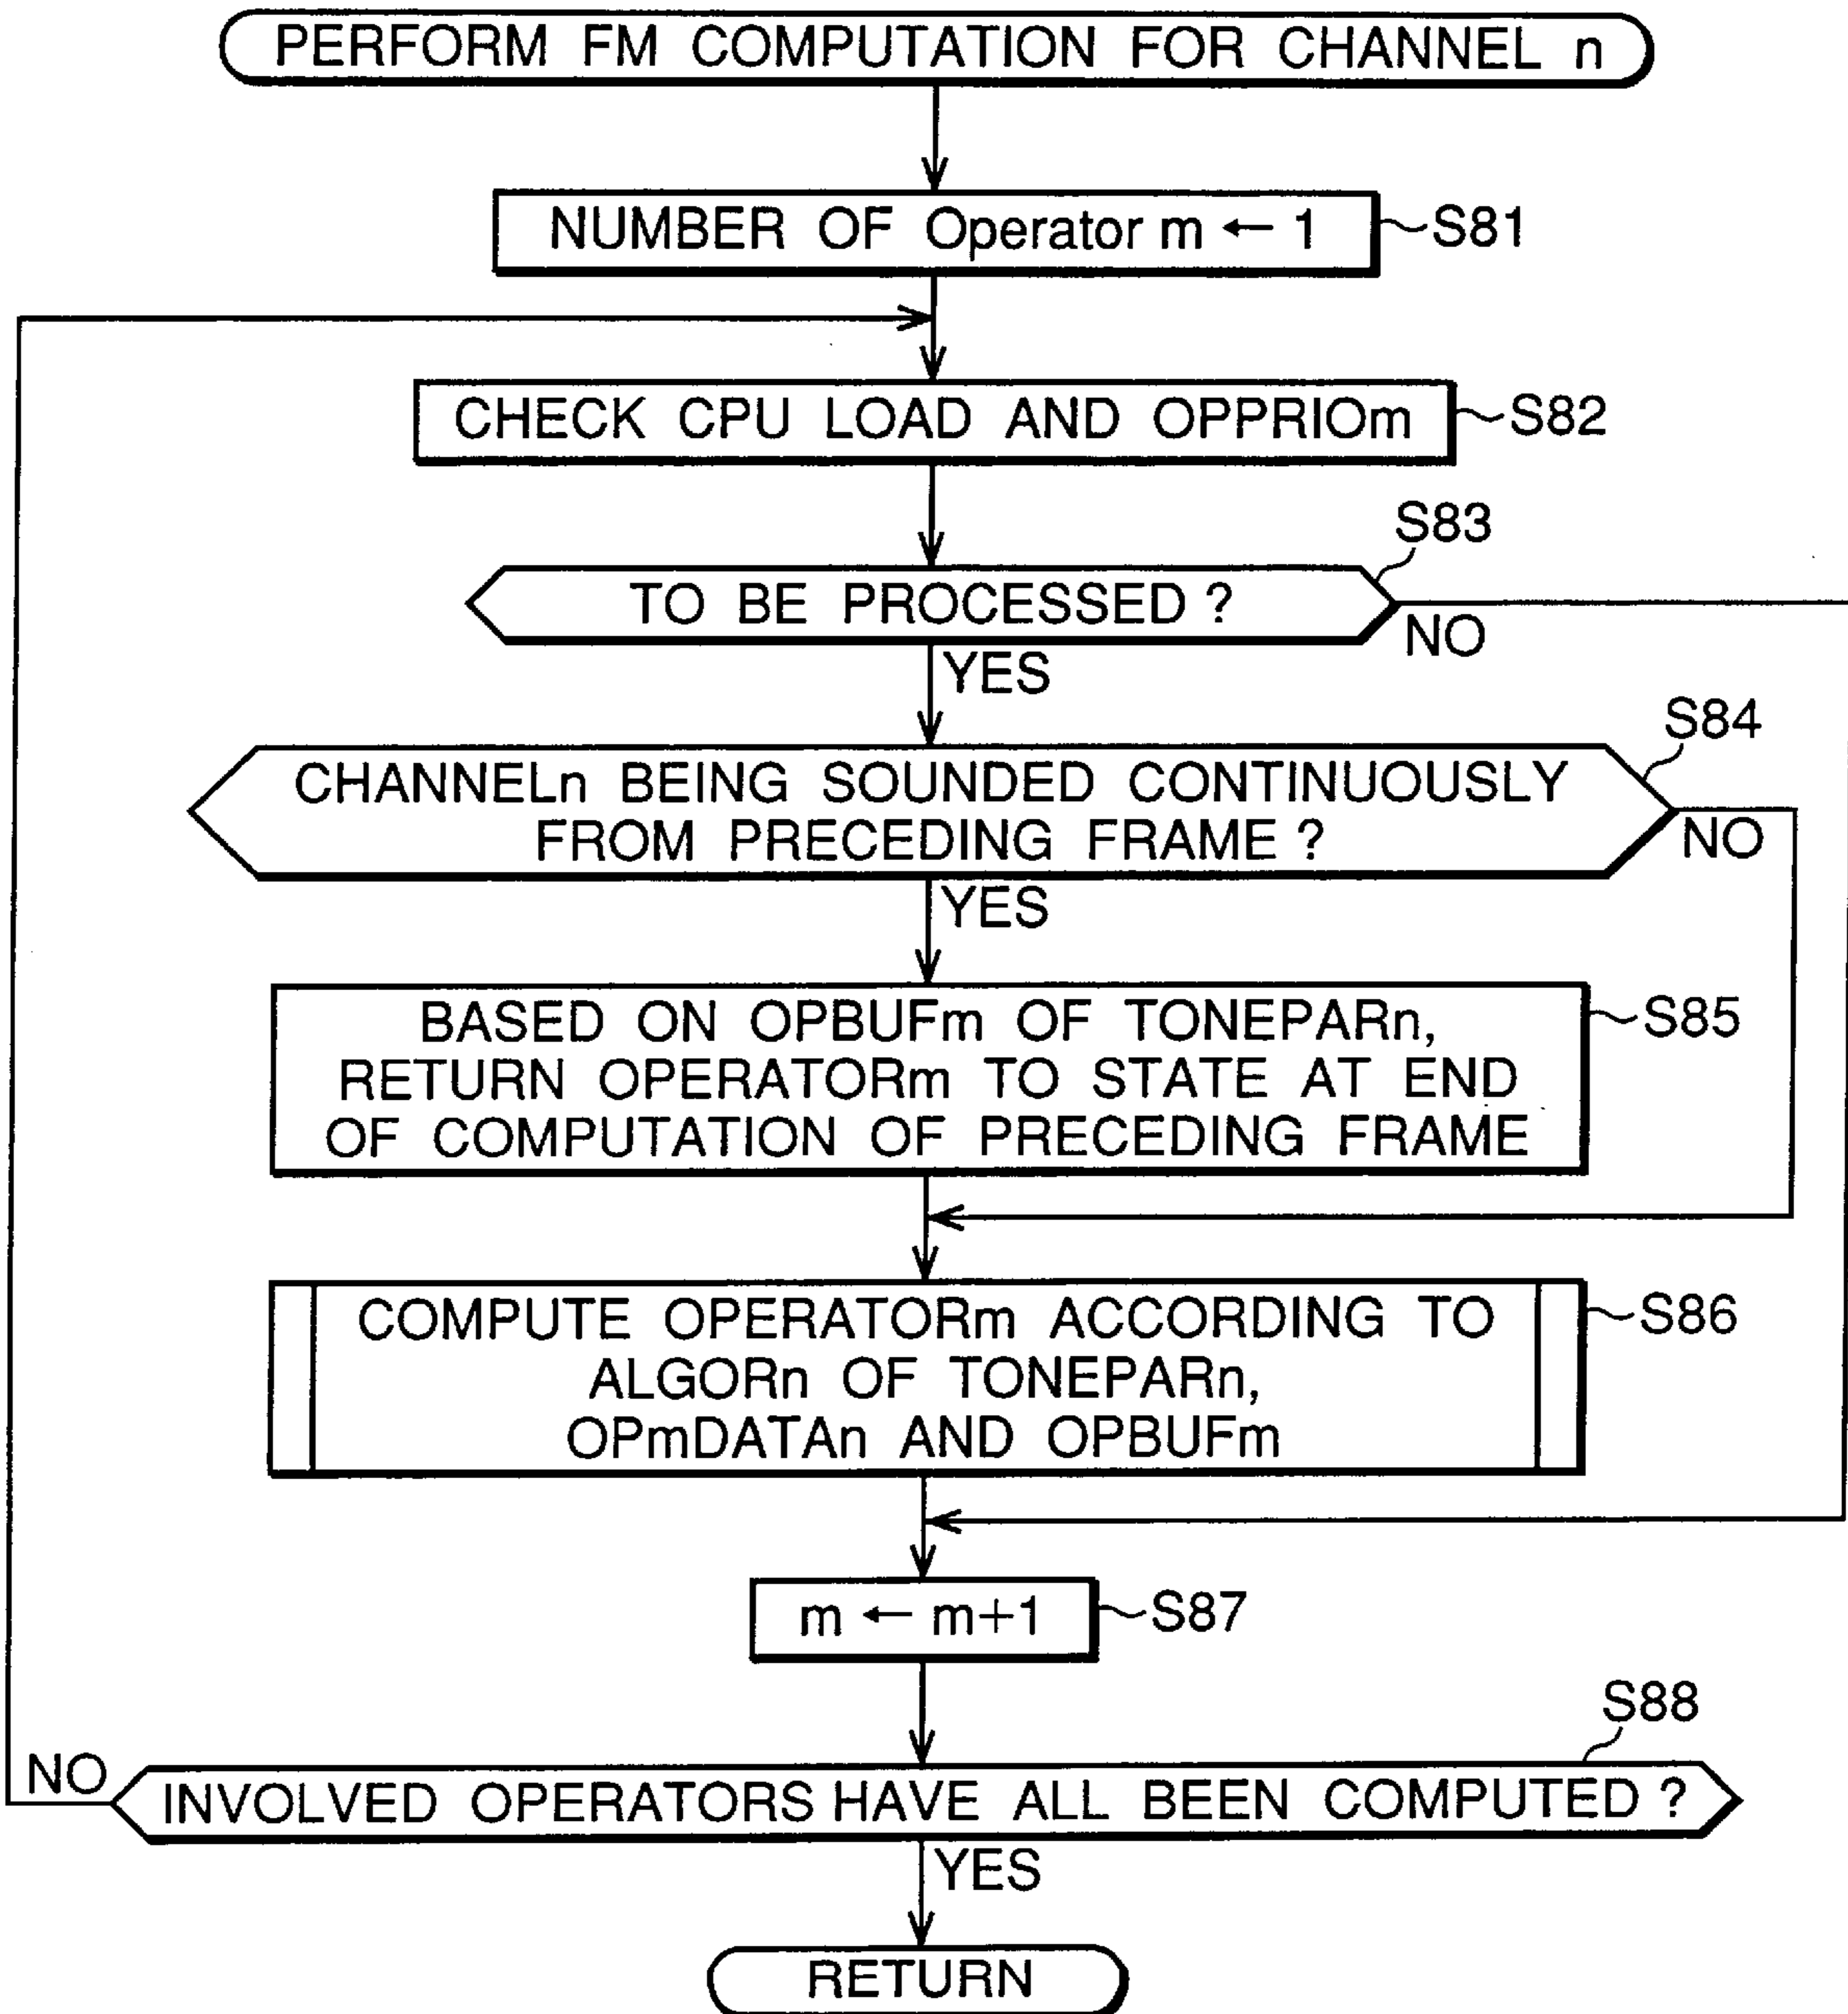 PERFORM FM COMPUTATION FOR CHANNEL n
NUMBER OF Operator m ← 1
S81
CHECK CPU LOAD AND OPPRIOm
S82
S83
TO BE PROCESSED ?
NO
YES
S84
CHANNELn BEING SOUNDED CONTINUOUSLY
FROM PRECEDING FRAME ?
NO
YES
BASED ON OPBUFm OF TONEPARn,
RETURN OPERATORm TO STATE AT END
OF COMPUTATION OF PRECEDING FRAME
S85
COMPUTE OPERATORm ACCORDING TO
ALGORn OF TONEPARn,
OPmDATAn AND OPBUFm
S86
m ← m+1
S87
S88
NO
INVOLVED OPERATORS HAVE ALL BEEN COMPUTED ?
YES
RETURN